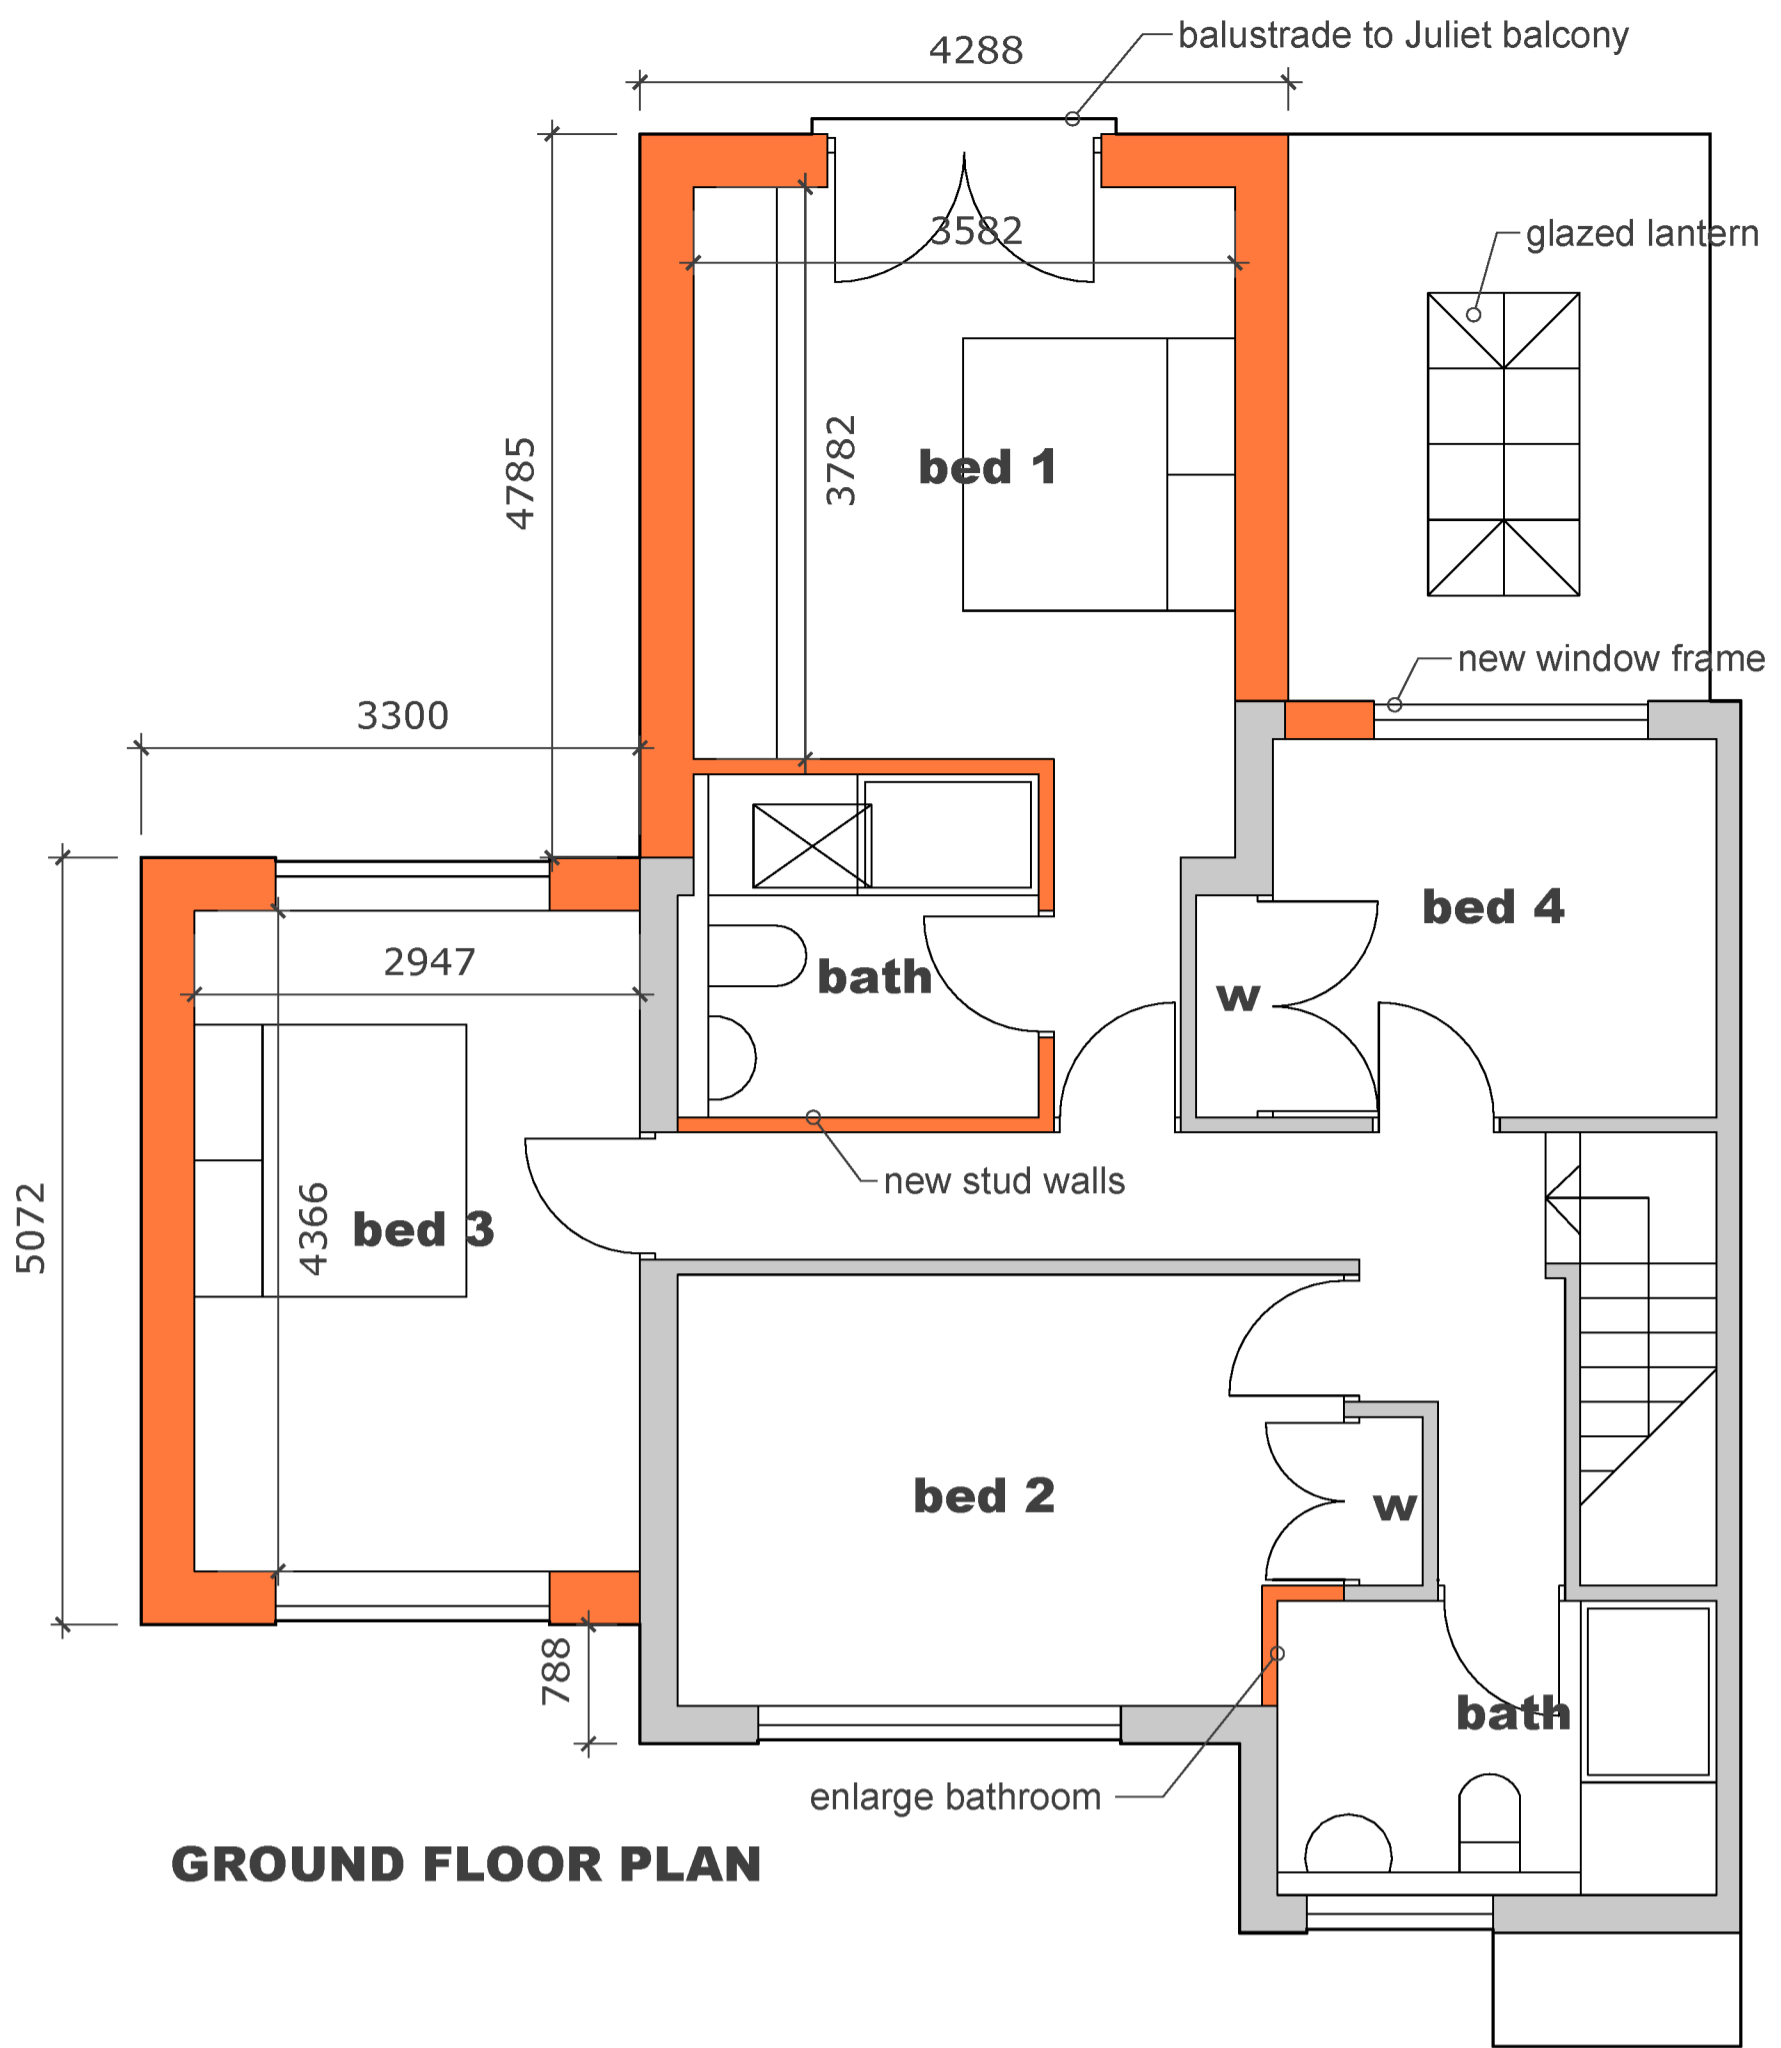 balustrade to Juliet balcony
4288
3582
glazed lantern
4785
3782
bed 1
new window frame
3300
bed 4
2947
bath
w
new stud walls
5072
4366
bed 3
bed 2
w
788
bath
enlarge bathroom
GROUND FLOOR PLAN